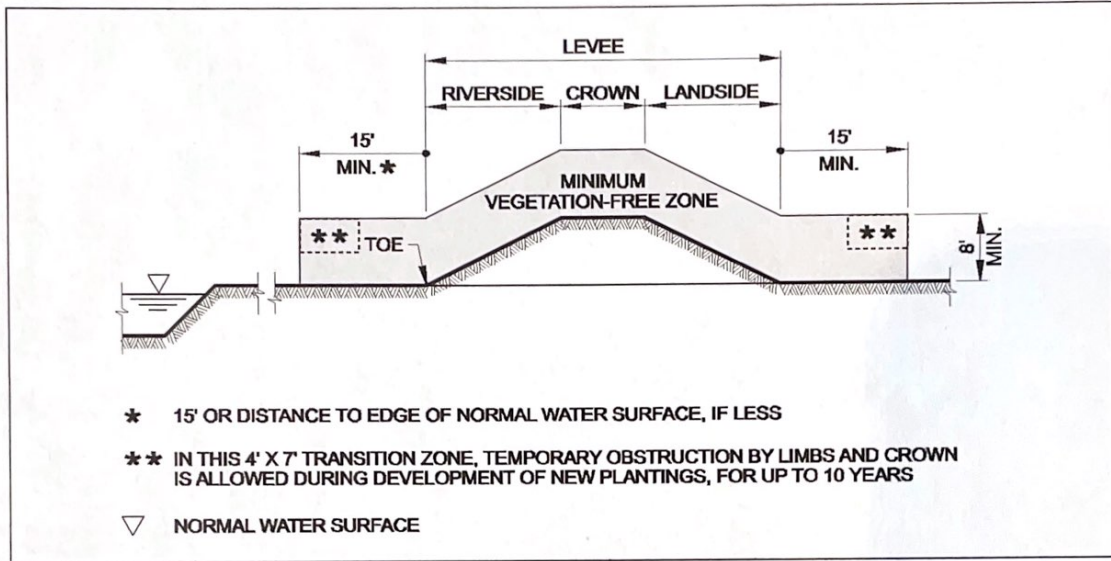 LEVEE
RIVERSIDE CROWN LANDSIDE
15'
MIN.*
15'
MIN.
MINIMUM
VEGETATION-FREE ZONE
**
TOE
**
8'
MIN.
* 15' OR DISTANCE TO EDGE OF NORMAL WATER SURFACE, IF LESS
** IN THIS 4' X 7' TRANSITION ZONE, TEMPORARY OBSTRUCTION BY LIMBS AND CROWN
IS ALLOWED DURING DEVELOPMENT OF NEW PLANTINGS, FOR UP TO 10 YEARS
▽ NORMAL WATER SURFACE